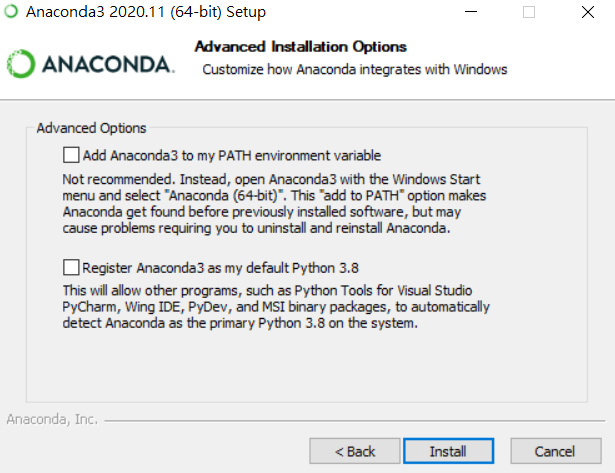 Anaconda3 2020.11 (64-bit) Setup
ANACONDA.
Advanced Installation Options
Customize how Anaconda integrates with Windows
Advanced Options
Add Anaconda3 to my PATH environment variable
Not recommended. Instead, open Anaconda3 with the Windows Start
menu and select "Anaconda (64-bit)". This "add to PATH" option makes
Anaconda get found before previously installed software, but may
cause problems requiring you to uninstall and reinstall Anaconda.
Register Anaconda3 as my default Python 3.8
This will allow other programs, such as Python Tools for Visual Studio
PyCharm, Wing IDE, PyDev, and MSI binary packages, to automatically
detect Anaconda as the primary Python 3.8 on the system.
Anaconda, Inc.
< Back
Install
Cancel